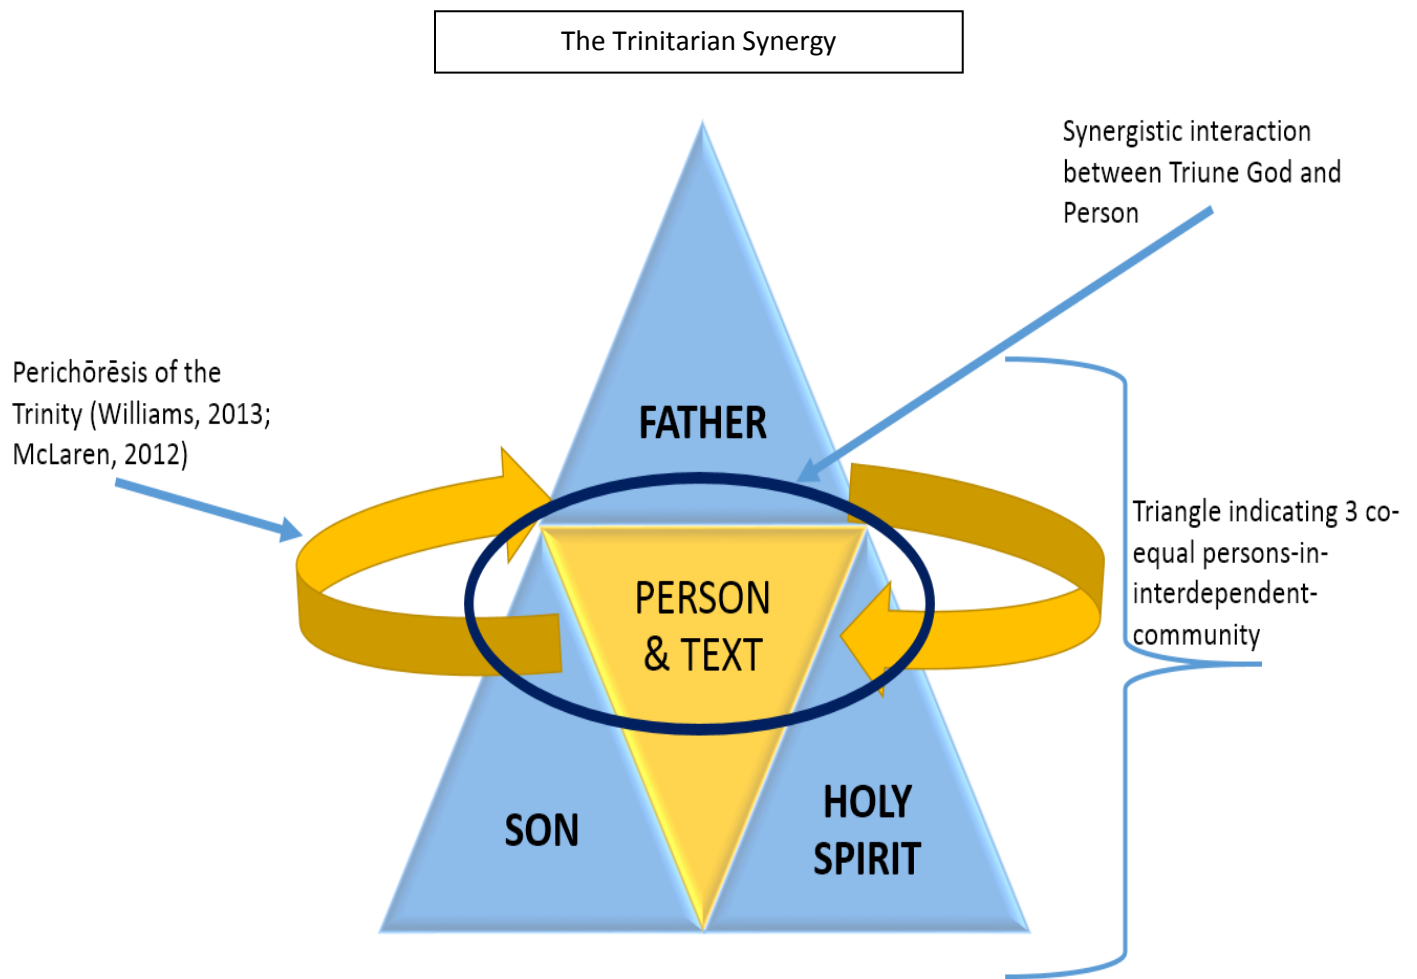 The Trinitarian Synergy
Synergistic interaction
between Triune God and
Person
Perichōrēsis of the
Trinity (Williams, 2013;
McLaren, 2012)
FATHER
Triangle indicating 3 co-
equal persons-in-
interdependent-
community
PERSON
& TEXT
SON
HOLY
SPIRIT